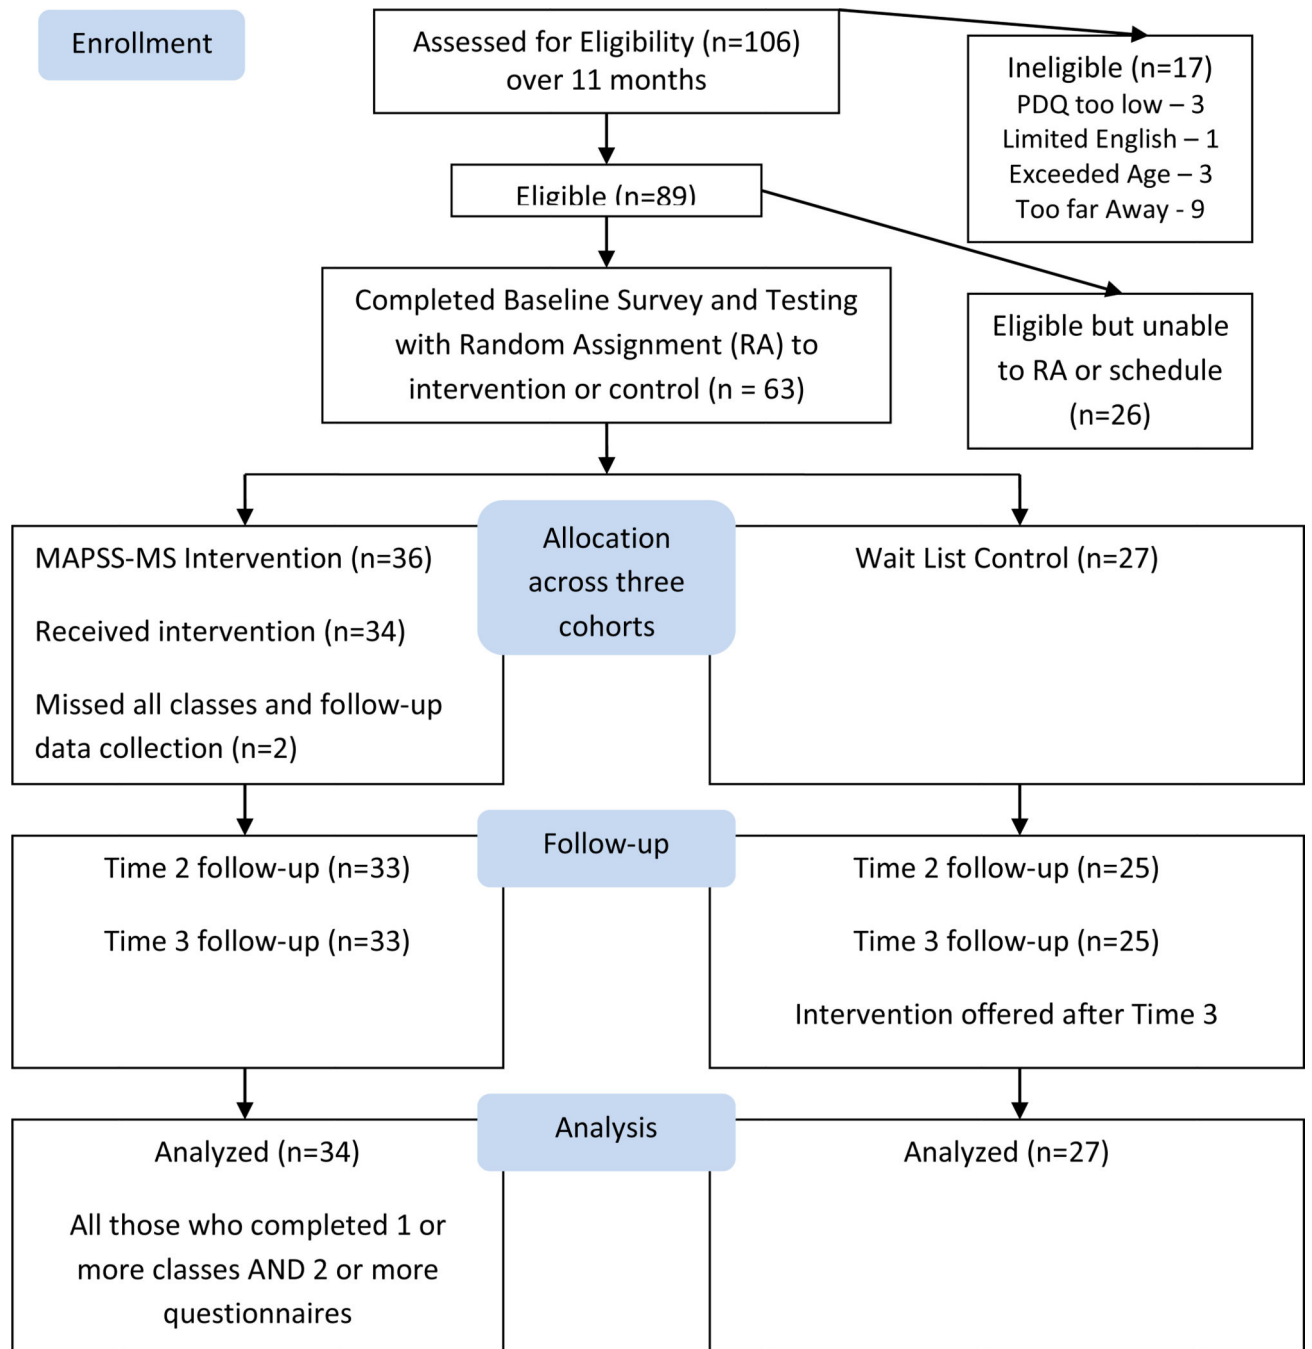 Enrollment
Assessed for Eligibility (n=106)
over 11 months
Ineligible (n=17)
PDQ too low – 3
Limited English – 1
Exceeded Age – 3
Too far Away - 9
Eligible (n=89)
Completed Baseline Survey and Testing
with Random Assignment (RA) to
intervention or control (n = 63)
Eligible but unable
to RA or schedule
(n=26)
Allocation
across three
cohorts
MAPSS-MS Intervention (n=36)
Received intervention (n=34)
Missed all classes and follow-up
data collection (n=2)
Wait List Control (n=27)
Follow-up
Time 2 follow-up (n=33)
Time 3 follow-up (n=33)
Time 2 follow-up (n=25)
Time 3 follow-up (n=25)
Intervention offered after Time 3
Analysis
Analyzed (n=34)
All those who completed 1 or
more classes AND 2 or more
questionnaires
Analyzed (n=27)